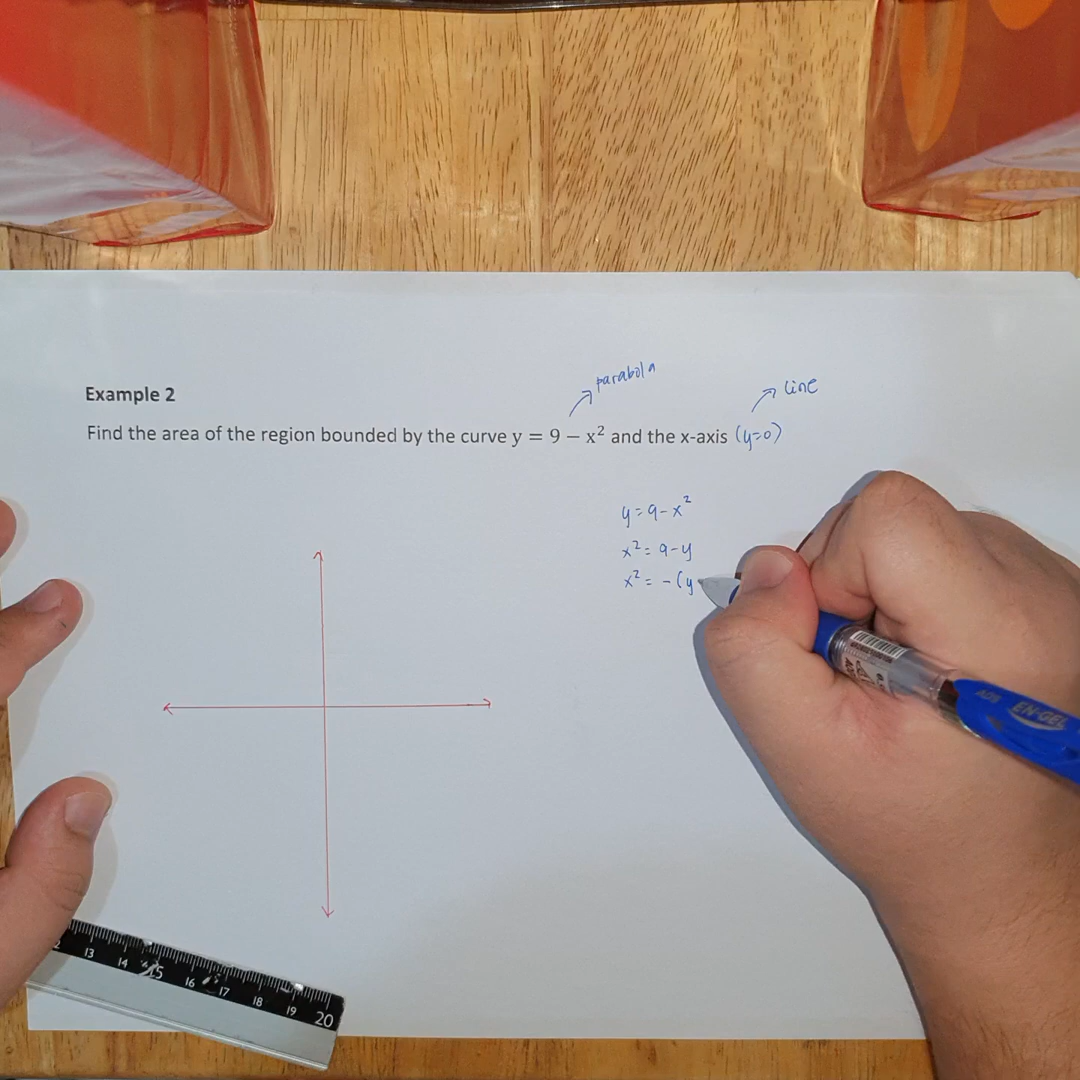 parabola
line
Example 2
Find the area of the region bounded by the curve y = 9 − x² and the x-axis (y=0)
y = 9 - x²
x² = 9 - y
x² = - (y
EN-GEL
13 14 15 16 17 18 19 20